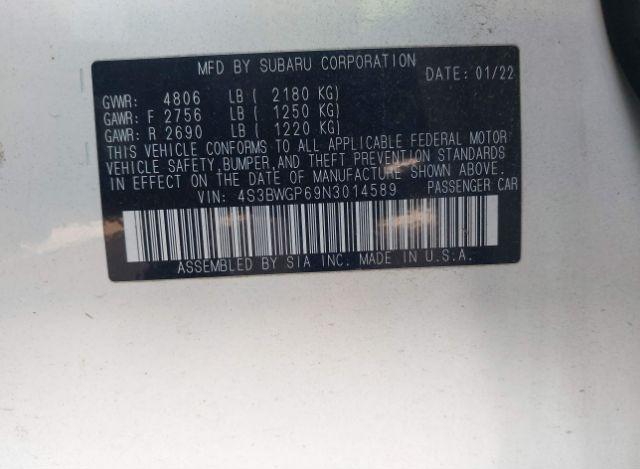 MFD BY SUBARU CORPORATION
DATE: 01/22
GVWR: 4806 LB ( 2180 KG)
GAWR: F 2756 LB ( 1250 KG)
GAWR: R 2690 LB ( 1220 KG)
THIS VEHICLE CONFORMS TO ALL APPLICABLE FEDERAL MOTOR
VEHICLE SAFETY,BUMPER,AND THEFT PREVENTION STANDARDS
IN EFFECT ON THE DATE OF MANUFACTURE SHOWN ABOVE.
VIN: 4S3BWGP69N3014589 PASSENGER CAR
ASSEMBLED BY SIA INC. MADE IN U.S.A.